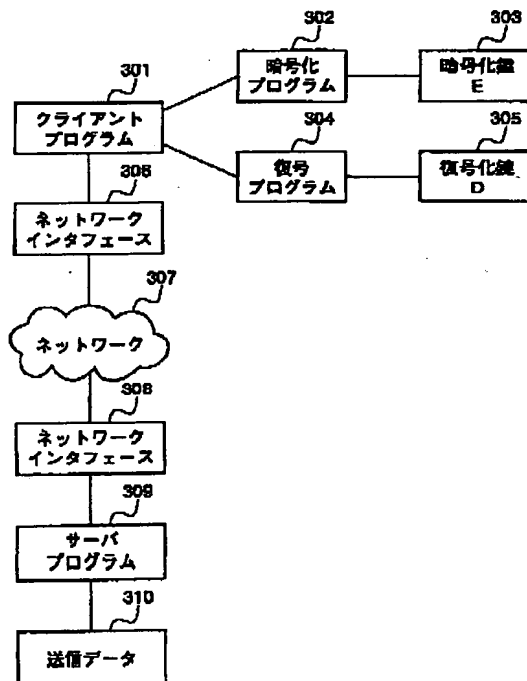 301
クライアント
プログラム
302
暗号化
プログラム
303
暗号化鍵
E
304
復号
プログラム
305
復号化鍵
D
306
ネットワーク
インタフェース
307
ネットワーク
308
ネットワーク
インタフェース
309
サーバ
プログラム
310
送信データ